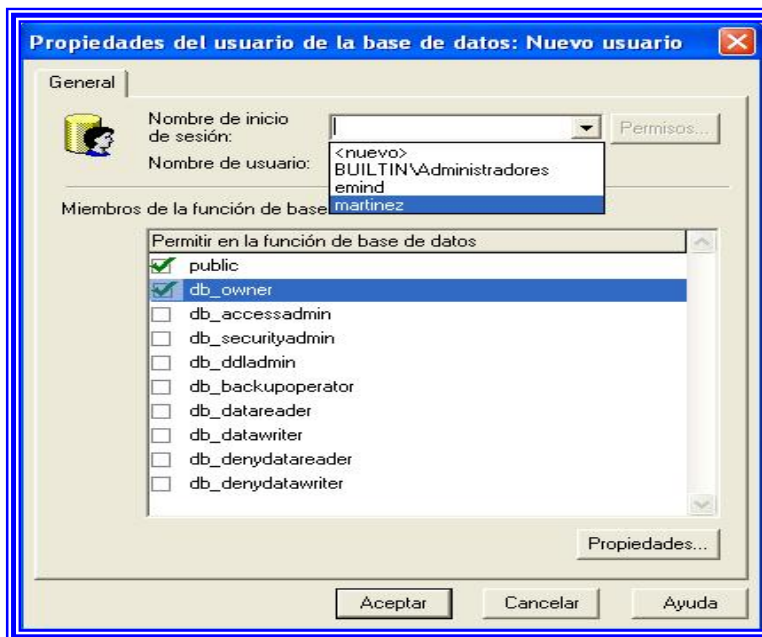 Propiedades del usuario de la base de datos: Nuevo usuario
General
Nombre de inicio
de sesión:
Permisos...
Nombre de usuario:
<nuevo>
BUILTIN\Administradores
emind
martinez
Miembros de la función de base
Permitir en la función de base de datos
public
db_owner
db_accessadmin
db_securityadmin
db_ddladmin
db_backupoperator
db_datareader
db_datawriter
db_denydatareader
db_denydatawriter
Propiedades...
Aceptar
Cancelar
Ayuda